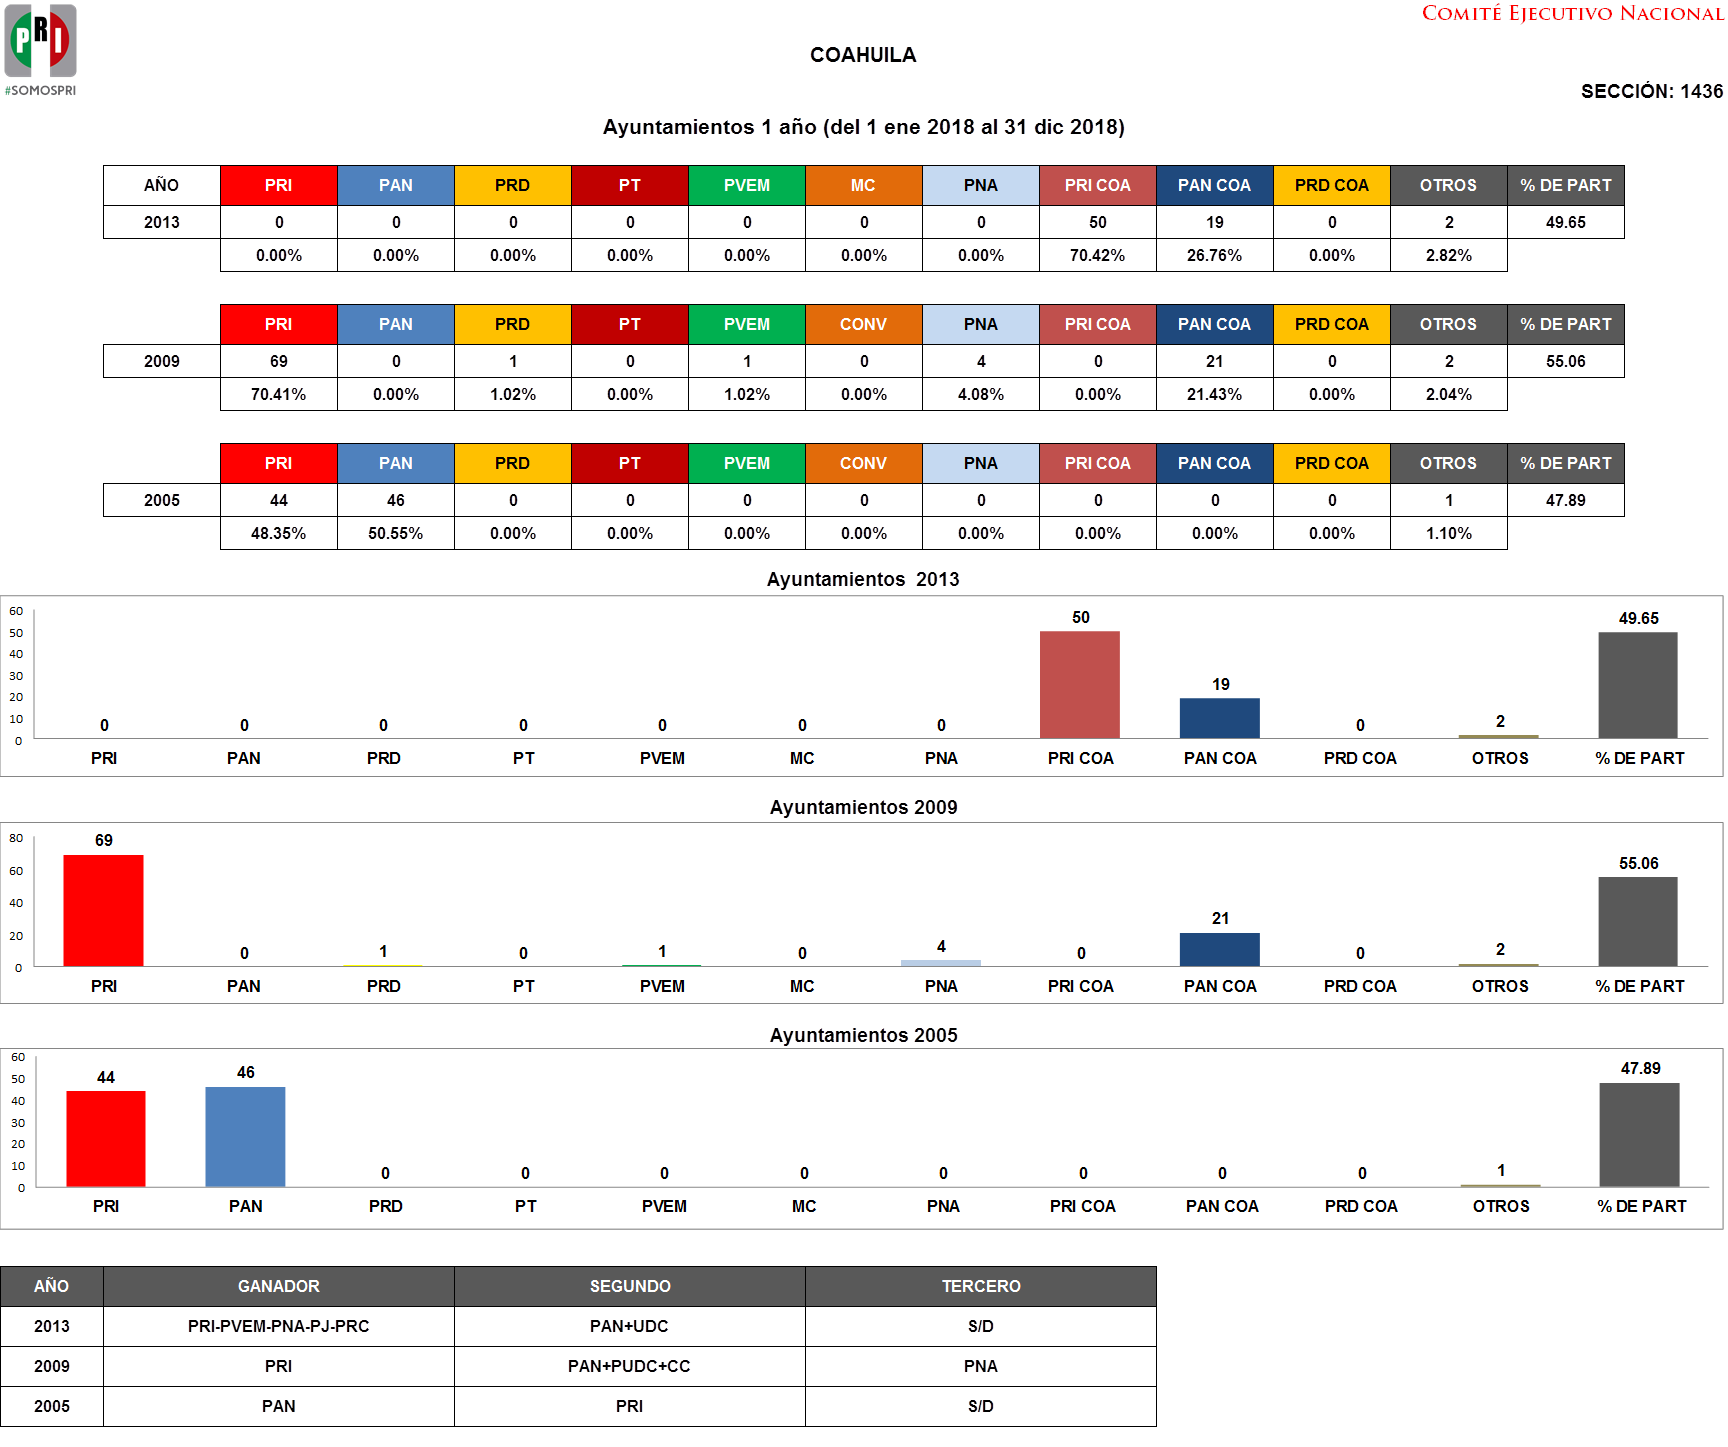 COMITÉ EJECUTIVO NACIONAL
PRI
#SOMOSPRI
COAHUILA
SECCIÓN: 1436
Ayuntamientos 1 año (del 1 ene 2018 al 31 dic 2018)
AÑO PRI PAN PRD PT PVEM MC PNA PRI COA PAN COA PRD COA OTROS % DE PART
2013 0 0 0 0 0 0 0 50 19 0 2 49.65
0.00% 0.00% 0.00% 0.00% 0.00% 0.00% 0.00% 70.42% 26.76% 0.00% 2.82%
PRI PAN PRD PT PVEM CONV PNA PRI COA PAN COA PRD COA OTROS % DE PART
2009 69 0 1 0 1 0 4 0 21 0 2 55.06
70.41% 0.00% 1.02% 0.00% 1.02% 0.00% 4.08% 0.00% 21.43% 0.00% 2.04%
PRI PAN PRD PT PVEM CONV PNA PRI COA PAN COA PRD COA OTROS % DE PART
2005 44 46 0 0 0 0 0 0 0 0 1 47.89
48.35% 50.55% 0.00% 0.00% 0.00% 0.00% 0.00% 0.00% 0.00% 0.00% 1.10%
Ayuntamientos 2013
60
50
40
30
20
10
0
0 0 0 0 0 0 0 50 19 0 2 49.65
PRI PAN PRD PT PVEM MC PNA PRI COA PAN COA PRD COA OTROS % DE PART
Ayuntamientos 2009
80
60
40
20
0
69 0 1 0 1 0 4 0 21 0 2 55.06
PRI PAN PRD PT PVEM MC PNA PRI COA PAN COA PRD COA OTROS % DE PART
Ayuntamientos 2005
60
50
40
30
20
10
0
44 46 0 0 0 0 0 0 0 0 1 47.89
PRI PAN PRD PT PVEM MC PNA PRI COA PAN COA PRD COA OTROS % DE PART
AÑO GANADOR SEGUNDO TERCERO
2013 PRI-PVEM-PNA-PJ-PRC PAN+UDC S/D
2009 PRI PAN+PUDC+CC PNA
2005 PAN PRI S/D